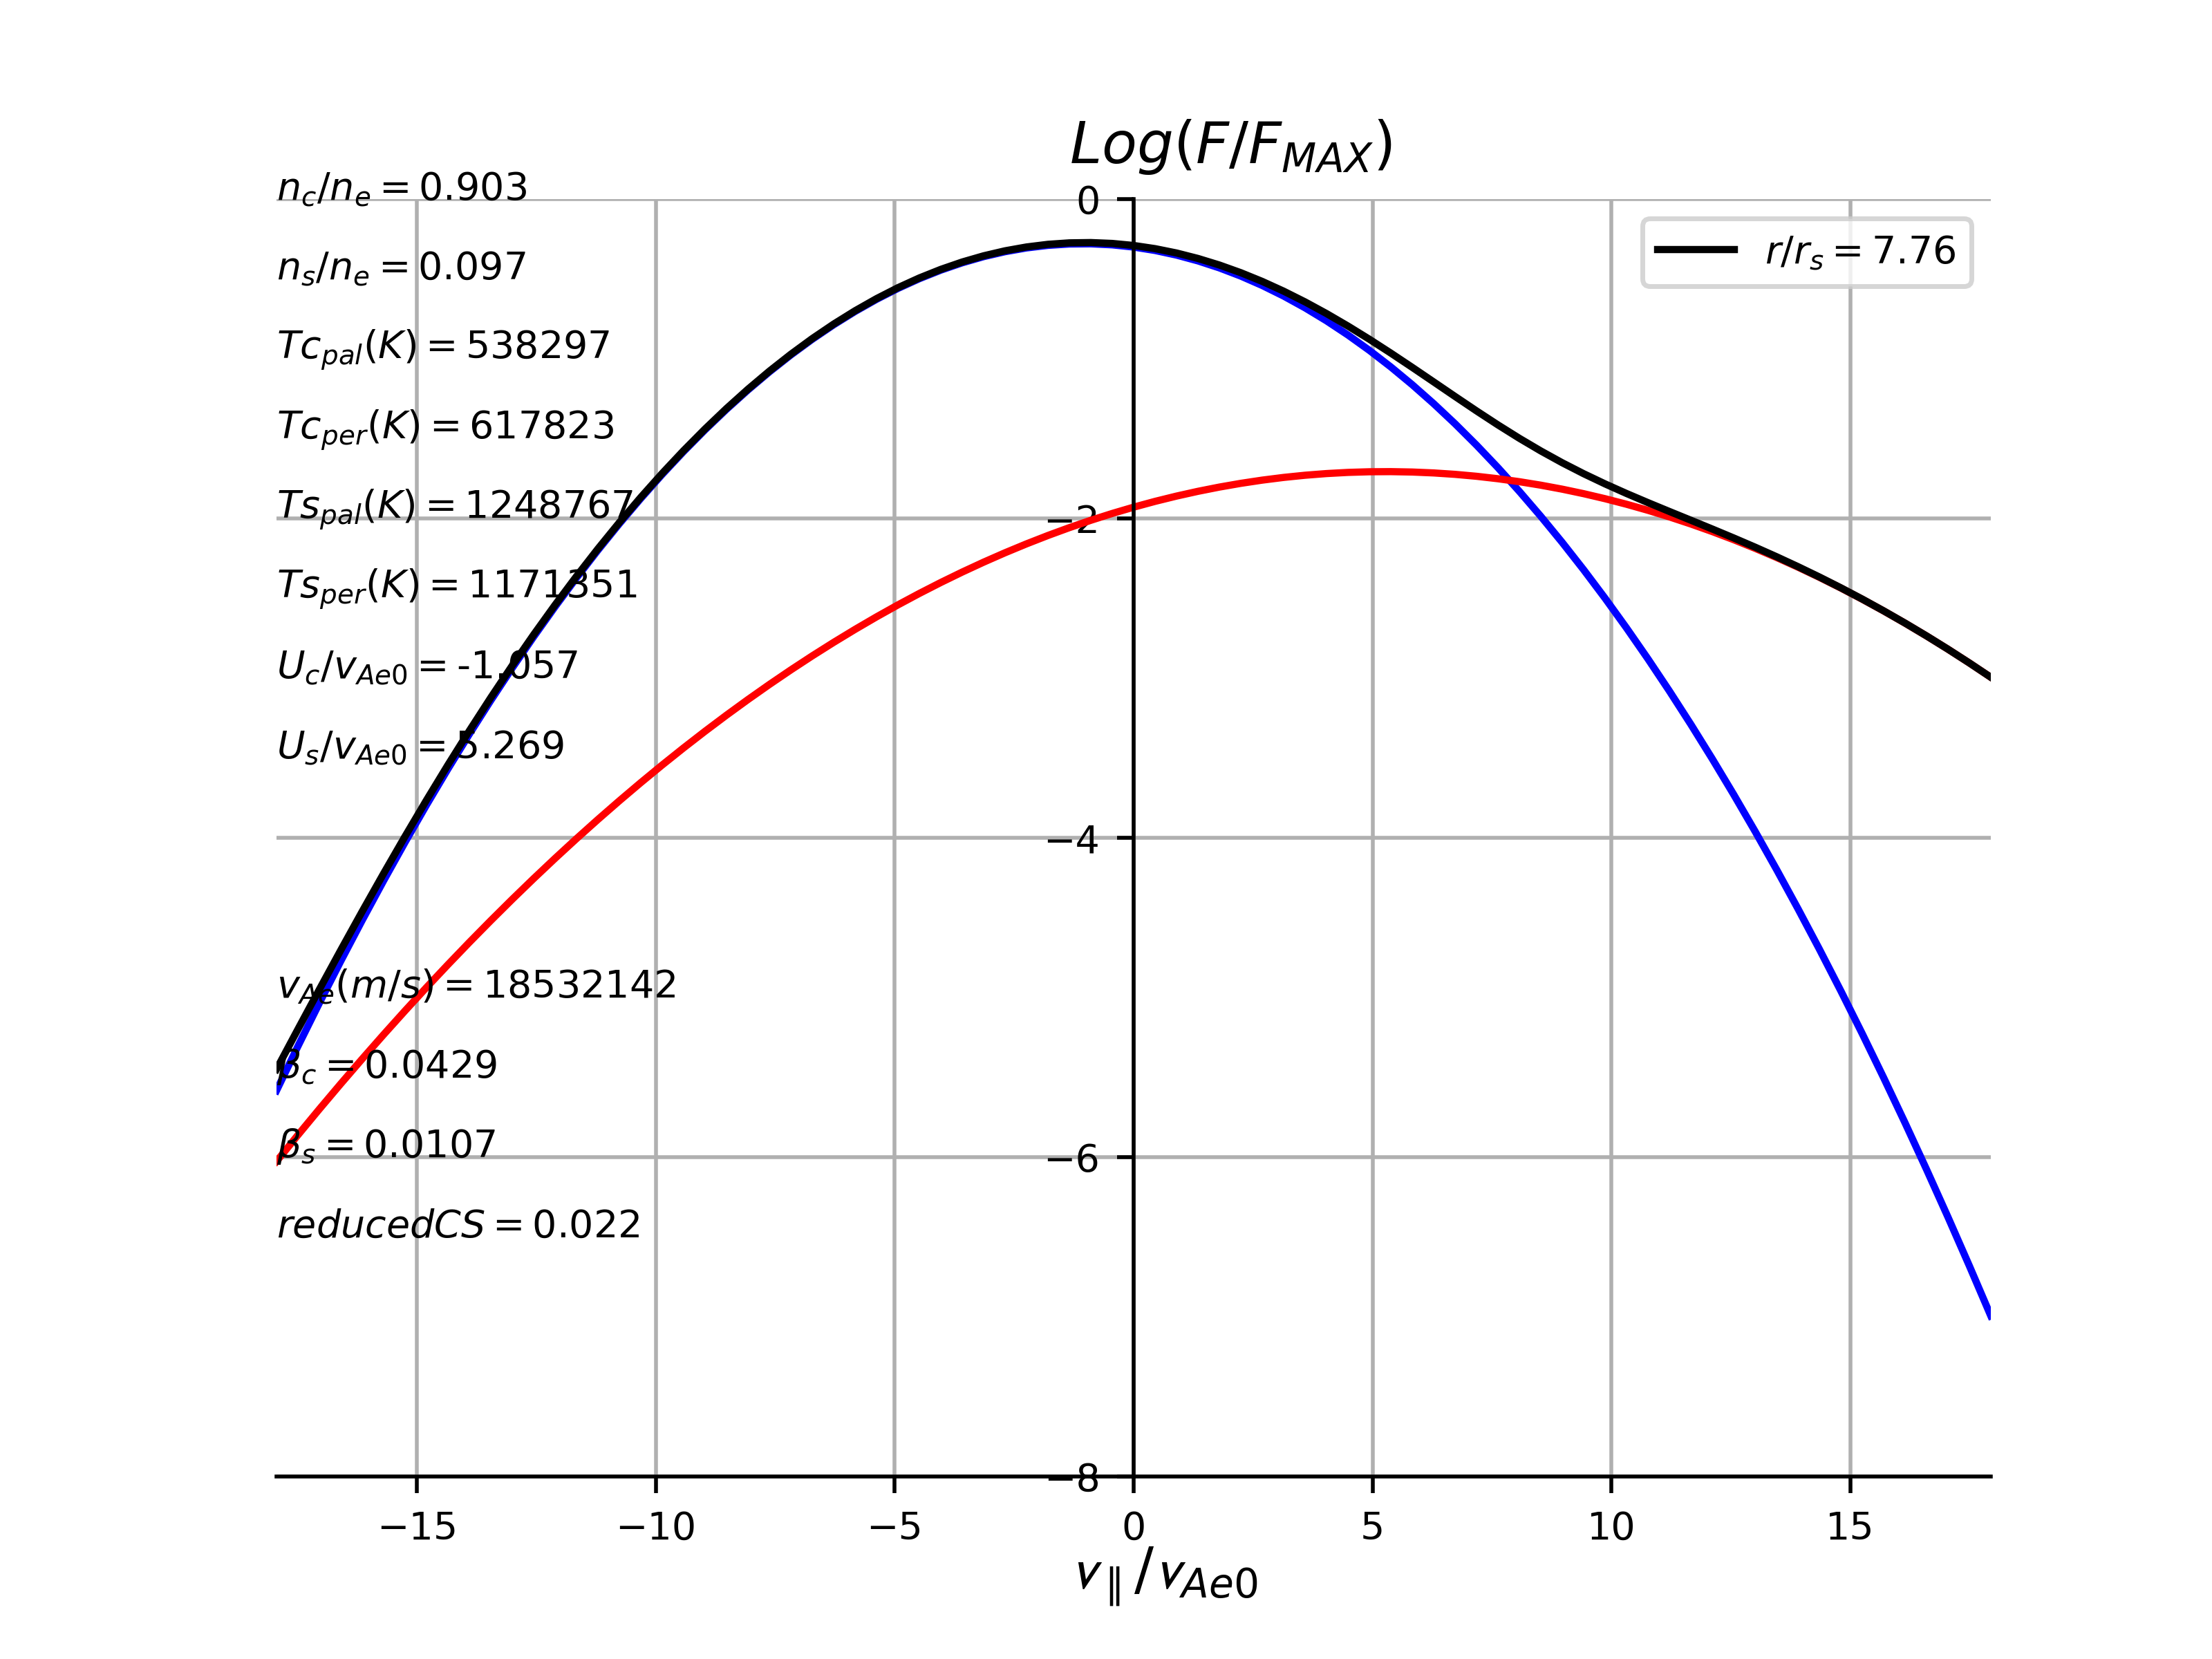 Log(F/F_MAX)
n_c/n_e = 0.903
n_s/n_e = 0.097
Tc_pal(K) = 538297
Tc_per(K) = 617823
Ts_pal(K) = 1248767
Ts_per(K) = 1171351
U_c/v_Ae0 = -1.057
U_s/v_Ae0 = 5.269
v_Ae(m/s) = 18532142
β_c = 0.0429
β_s = 0.0107
reducedCS = 0.022
r/r_s = 7.76
0
−2
−4
−6
−8
−15 −10 −5 0 5 10 15
v_∥/v_Ae0